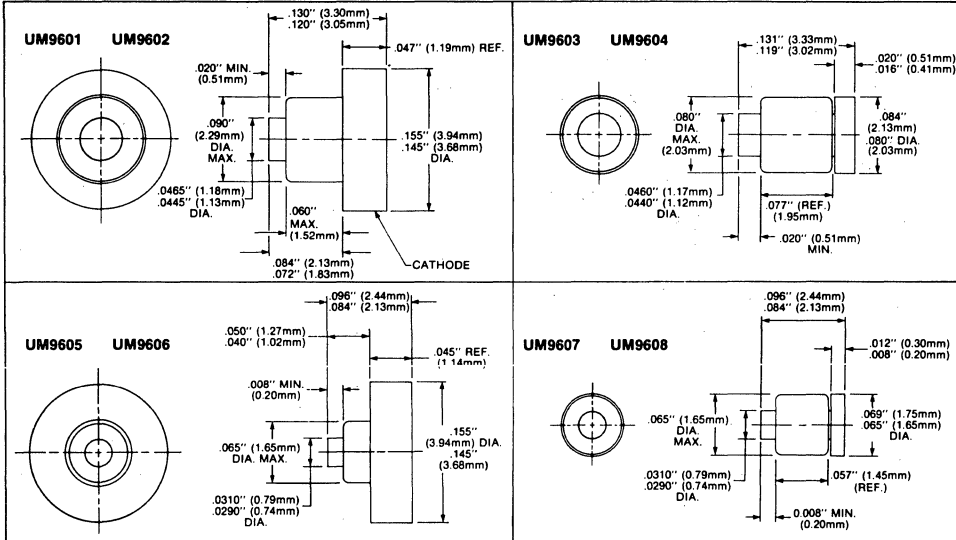 UM9601 UM9602
.130'' (3.30mm)
.120'' (3.05mm)
.047'' (1.19mm) REF.
.020'' MIN.
(0.51mm)
.090''
(2.29mm)
DIA.
MAX.
.155'' (3.94mm)
.145'' (3.68mm)
DIA.
.0465'' (1.18mm)
.0445'' (1.13mm)
DIA.
.060''
MAX.
(1.52mm)
.084'' (2.13mm)
.072'' (1.83mm)
CATHODE
UM9603 UM9604
.131'' (3.33mm)
.119'' (3.02mm)
.020'' (0.51mm)
.016'' (0.41mm)
.080''
DIA.
MAX.
(2.03mm)
.084''
(2.13mm)
.080'' DIA.
(2.03mm)
.0460'' (1.17mm)
.0440'' (1.12mm)
DIA.
.077'' (REF.)
(1.95mm)
.020'' (0.51mm)
MIN.
UM9605 UM9606
.096'' (2.44mm)
.084'' (2.13mm)
.050'' (1.27mm)
.040'' (1.02mm)
.045'' REF.
(1.14mm)
.008'' MIN.
(0.20mm)
.065'' (1.65mm)
DIA. MAX.
.155''
(3.94mm) DIA.
.145''
(3.68mm)
.0310'' (0.79mm)
.0290'' (0.74mm)
DIA.
UM9607 UM9608
.096'' (2.44mm)
.084'' (2.13mm)
.012'' (0.30mm)
.008'' (0.20mm)
.065'' (1.65mm)
DIA.
MAX.
.069'' (1.75mm)
.065'' (1.65mm)
DIA.
.0310'' (0.79mm)
.0290'' (0.74mm)
DIA.
.057'' (1.45mm)
(REF.)
0.008'' MIN.
(0.20mm)